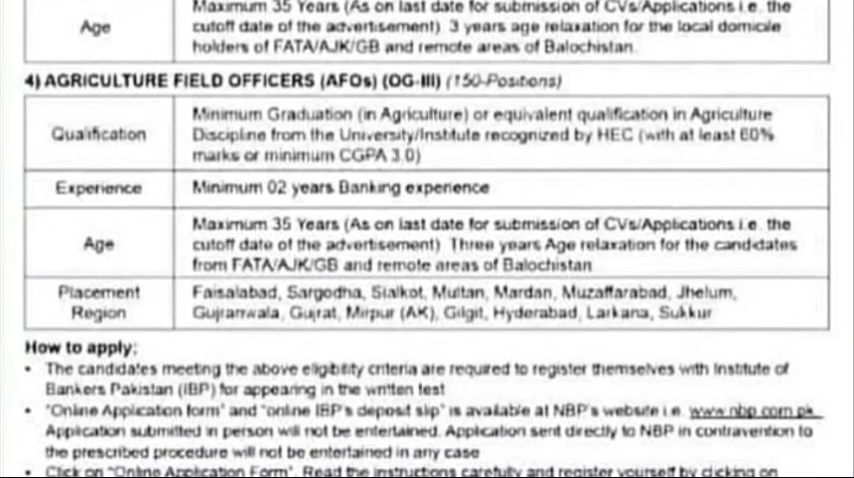 Maximum 35 Years (As on last date for submission of CVs/Applications i.e. the
Age
cutoff date of the advertisement). 3 years age relaxation for the local domicile
holders of FATA/AJK/GB and remote areas of Balochistan.
4) AGRICULTURE FIELD OFFICERS (AFOs) (OG-III) (150-Positions)
Qualification
Minimum Graduation (in Agriculture) or equivalent qualification in Agriculture
Discipline from the University/Institute recognized by HEC (with at least 60%
marks or minimum CGPA 3.0)
Experience
Minimum 02 years Banking experience
Age
Maximum 35 Years (As on last date for submission of CVs/Applications i.e. the
cutoff date of the advertisement). Three years Age relaxation for the candidates
from FATA/AJK/GB and remote areas of Balochistan
Placement
Region
Faisalabad, Sargodha, Sialkot, Multan, Mardan, Muzaffarabad, Jhelum,
Gujranwala, Gujrat, Mirpur (AK), Gilgit, Hyderabad, Larkana, Sukkur
How to apply:
• The candidates meeting the above eligibility criteria are required to register themselves with Institute of
Bankers Pakistan (IBP) for appearing in the written test
• "Online Application form" and "online IBP's deposit slip" is available at NBP's website i.e. www.nbp.com.pk
Application submitted in person will not be entertained. Application sent directly to NBP in contravention to
the prescribed procedure will not be entertained in any case
• Click on "Online Application Form". Read the instructions carefully and register yourself by clicking on